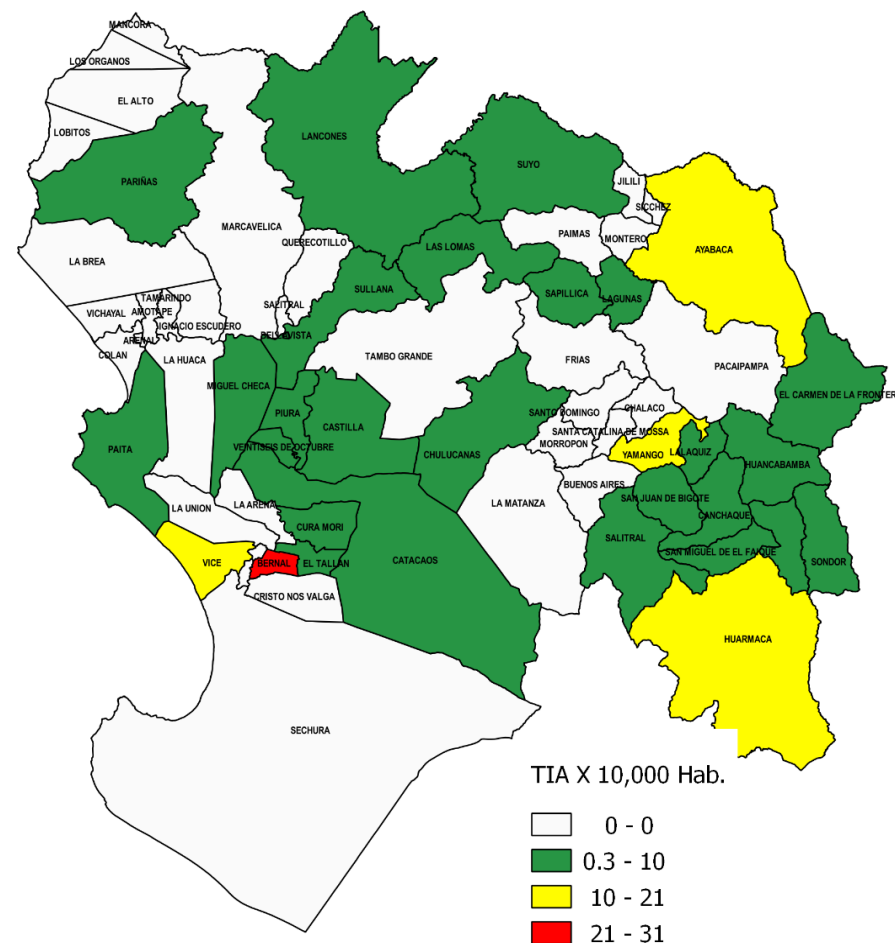 MANCORA
LOS ORGANOS
EL ALTO
LOBITOS
LANCONES
PARIÑAS
SUYO
JILILI
SICCHEZ
MARCAVELICA
QUERECOTILLO
PAIMAS
MONTERO
AYABACA
LAS LOMAS
LA BREA
SULLANA
SAPILLICA
LAGUNAS
TAMARINDO
SALITRAL
VICHAYAL
AMOTAPE
IGNACIO ESCUDERO
BELLAVISTA
ARENAL
COLAN
LA HUACA
TAMBO GRANDE
FRIAS
PACAIPAMPA
MIGUEL CHECA
EL CARMEN DE LA FRONTER
PIURA
SANTO DOMINGO
CHALACO
CASTILLA
SANTA CATALINA DE MOSSA
MORROPON
PAITA
VEINTISEIS DE OCTUBRE
CHULUCANAS
YAMANGO
LALAQUIZ
HUANCABAMBA
BUENOS AIRES
SAN JUAN DE BIGOTE
LA UNION
LA ARENA
LA MATANZA
CANCHAQUE
CURA MORI
SALITRAL
SAN MIGUEL DE EL FAIQUE
VICE
BERNAL
EL TALLAN
CATACAOS
SONDOR
CRISTO NOS VALGA
HUARMACA
SECHURA
TIA X 10,000 Hab.
0 - 0
0.3 - 10
10 - 21
21 - 31